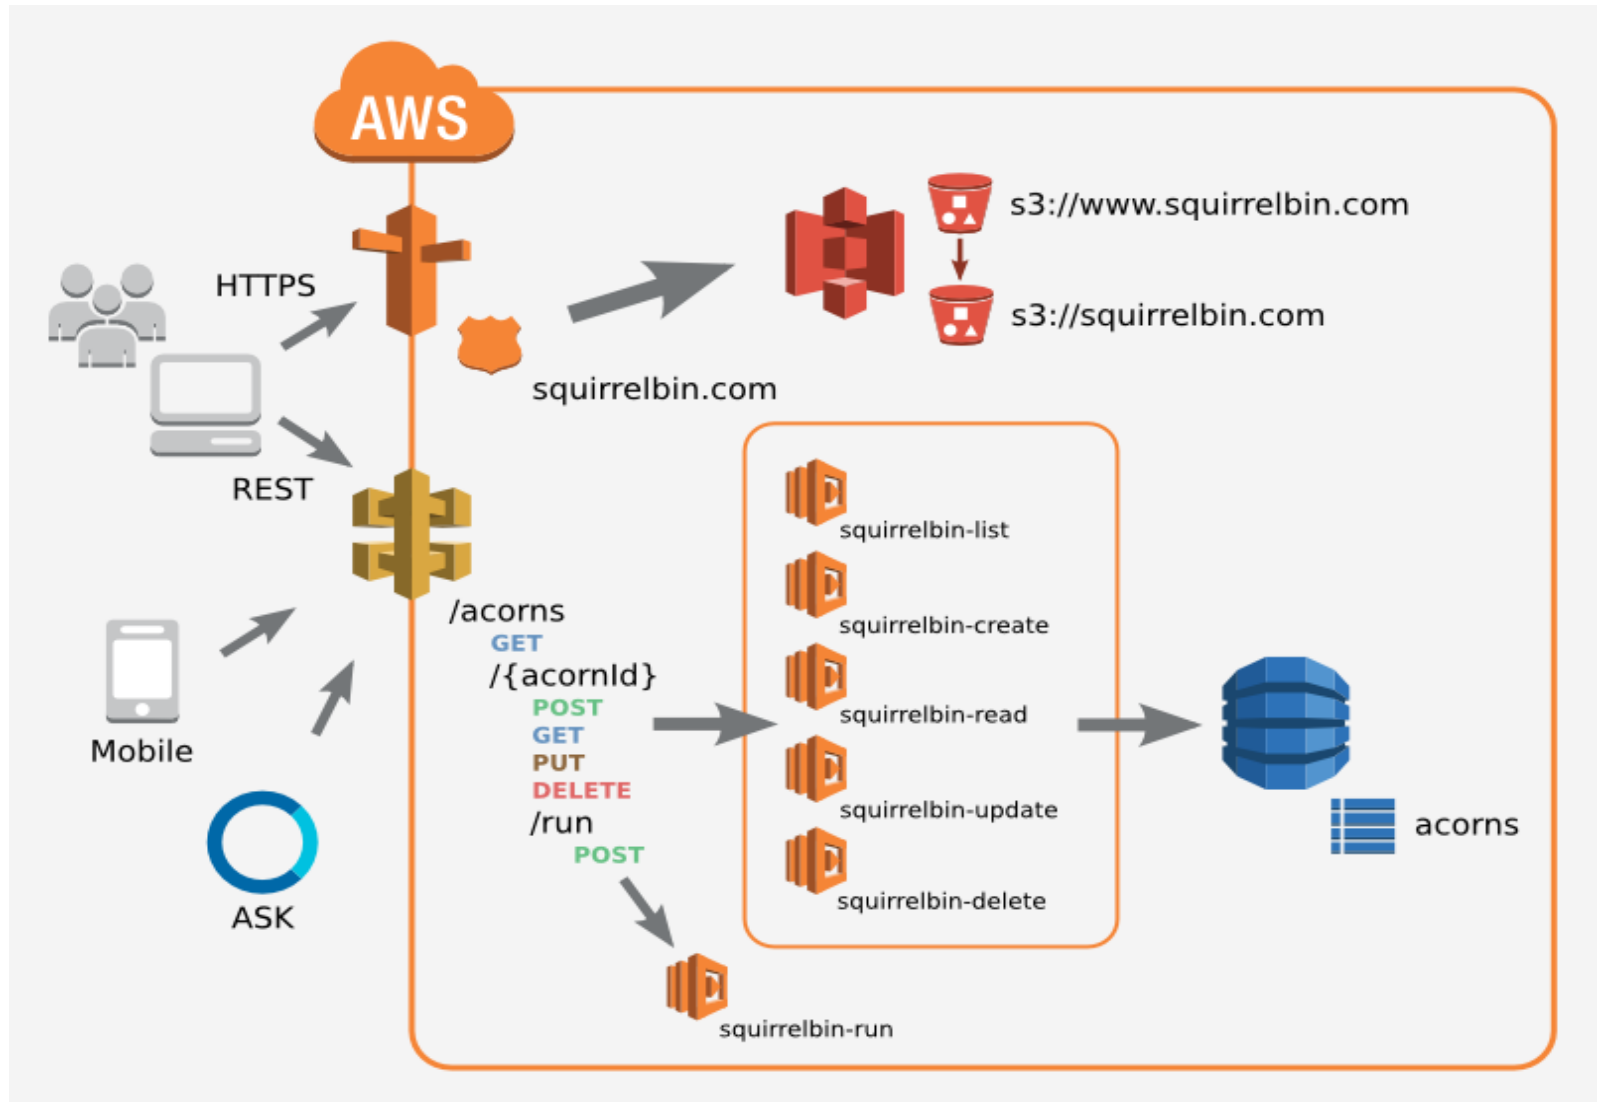 AWS
s3://www.squirrelbin.com
HTTPS
s3://squirrelbin.com
squirrelbin.com
REST
squirrelbin-list
/acorns
GET
squirrelbin-create
/{acornId}
POST
GET
PUT
DELETE
squirrelbin-read
/run
POST
squirrelbin-update
squirrelbin-delete
acorns
Mobile
ASK
squirrelbin-run